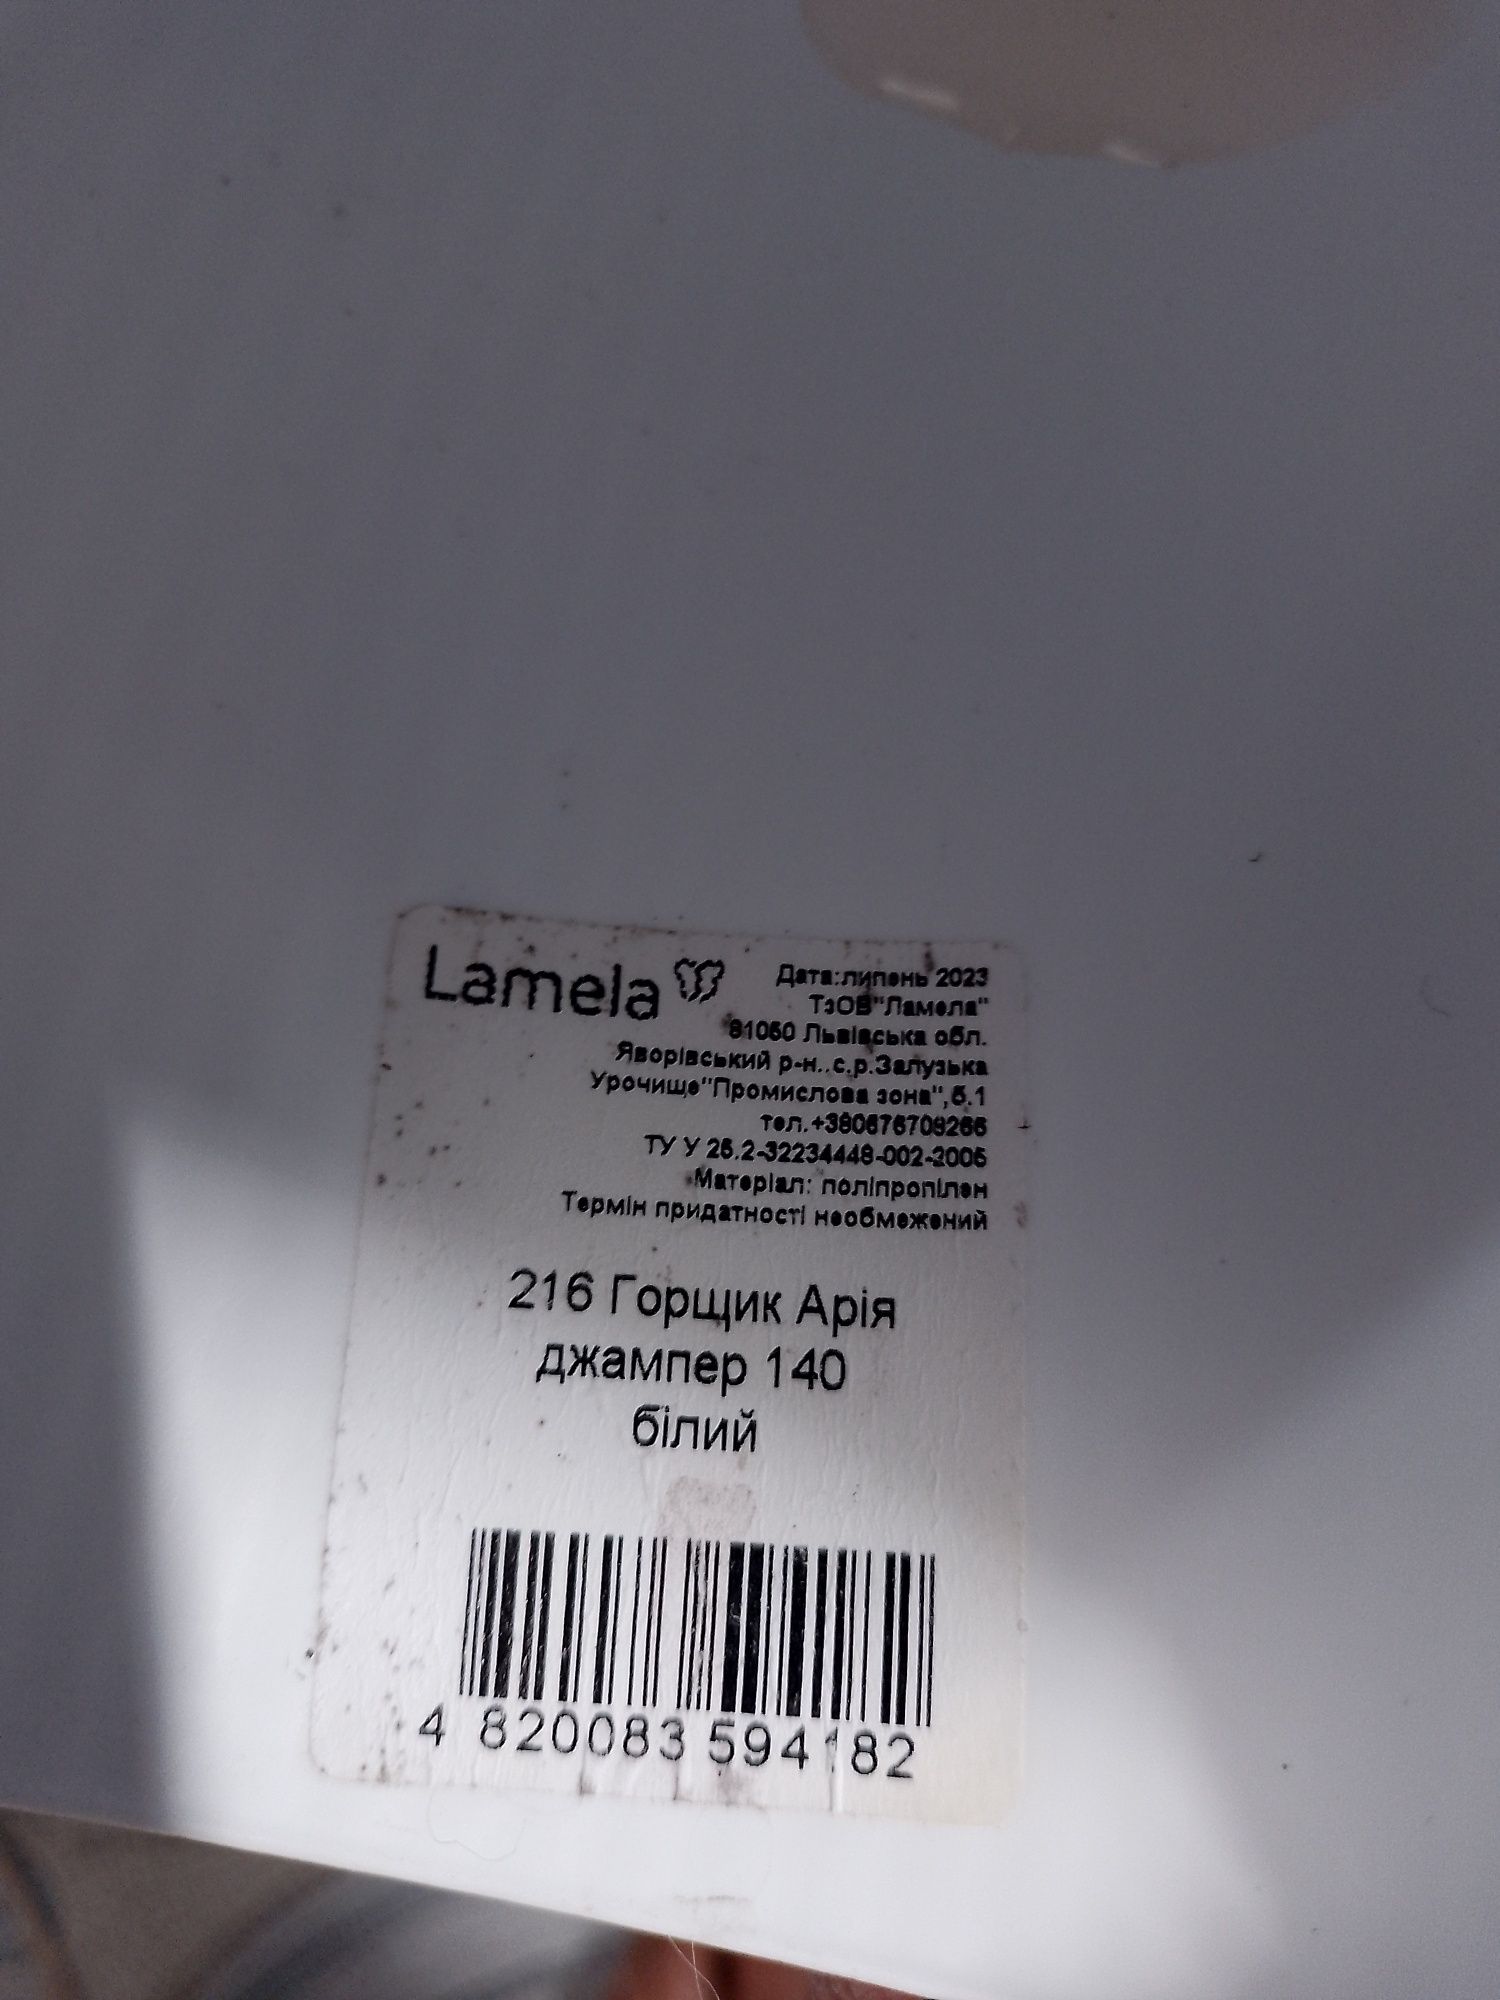 Lamela
Дата:липень 2023
ТзОВ"Ламела"
81050 Львівська обл.
Яворівський р-н.,с.р.Залузька
Урочище"Промислова зона",б.1
тел.+380676709266
ТУ У 25.2-32234448-002-2005
Матеріал: поліпропілен
Термін придатності необмежений
216 Горщик Арія
джампер 140
білий
4 820083 594182